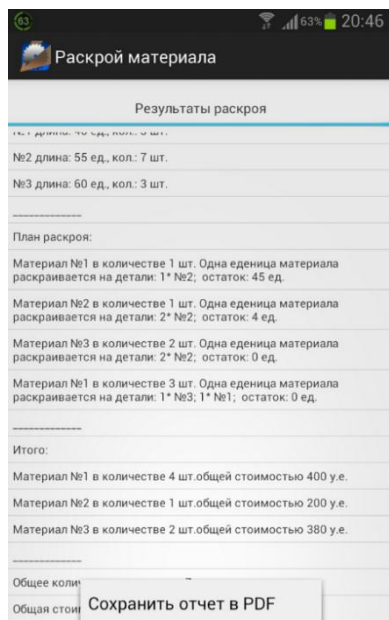 63
63% 20:46
Раскрой материала
Результаты раскроя
№2 длина: 55 ед., кол.: 7 шт.
№3 длина: 60 ед., кол.: 3 шт.
_____________
План раскроя:
Материал №1 в количестве 1 шт. Одна еденица материала
раскраивается на детали: 1* №2; остаток: 45 ед.
Материал №2 в количестве 1 шт. Одна еденица материала
раскраивается на детали: 2* №2; остаток: 4 ед.
Материал №3 в количестве 2 шт. Одна еденица материала
раскраивается на детали: 2* №2; остаток: 0 ед.
Материал №1 в количестве 3 шт. Одна еденица материала
раскраивается на детали: 1* №3; 1* №1; остаток: 0 ед.
_____________
Итого:
Материал №1 в количестве 4 шт.общей стоимостью 400 у.е.
Материал №2 в количестве 1 шт.общей стоимостью 200 у.е.
Материал №3 в количестве 2 шт.общей стоимостью 380 у.е.
_____________
Общее
Общая
Сохранить отчет в PDF